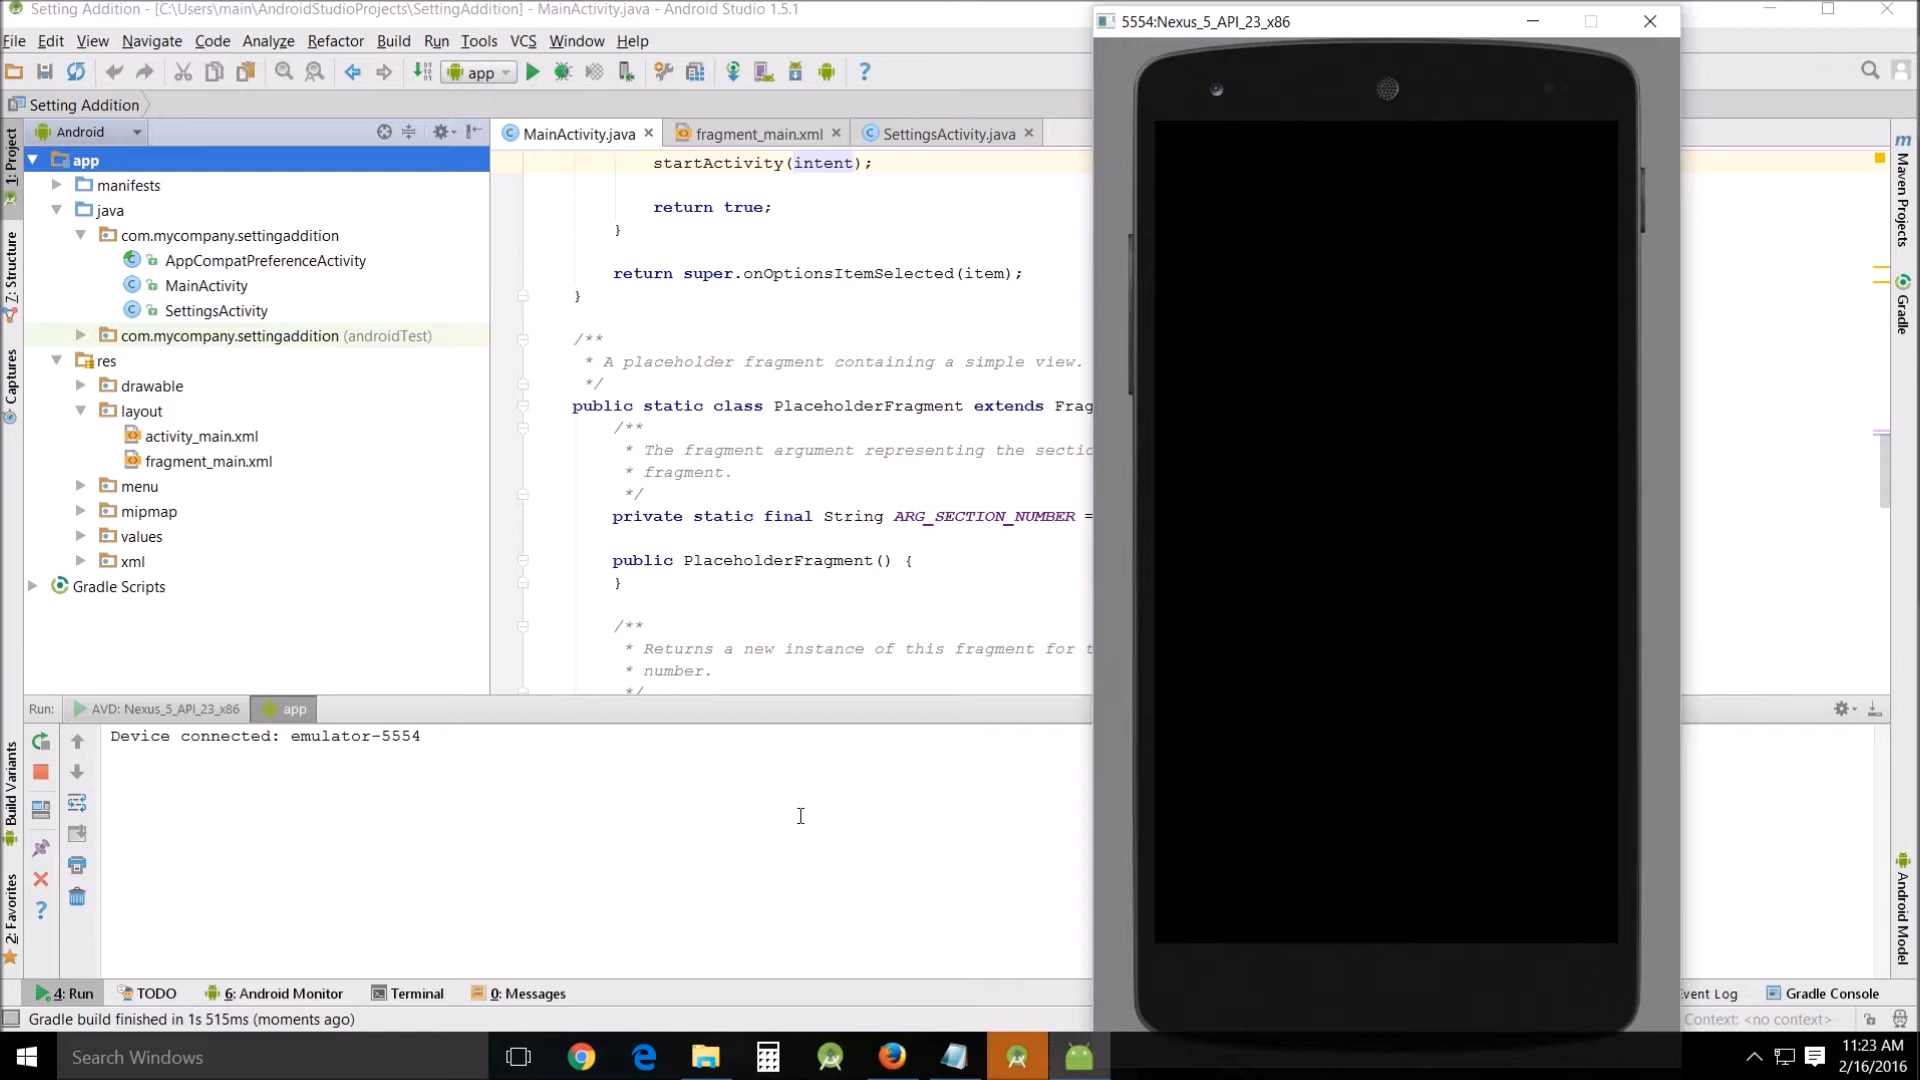 Setting Addition - [C:\Users\main\AndroidStudioProjects\SettingAddition] - MainActivity.java - Android Studio 1.5.1
5554:Nexus_5_API_23_x86
File Edit View Navigate Code Analyze Refactor Build Run Tools VCS Window Help
app
Setting Addition
Android
MainActivity.java
fragment_main.xml
SettingsActivity.java
1: Project
7: Structure
Captures
Build Variants
2: Favorites
app
manifests
java
com.mycompany.settingaddition
AppCompatPreferenceActivity
MainActivity
SettingsActivity
com.mycompany.settingaddition (androidTest)
res
drawable
layout
activity_main.xml
fragment_main.xml
menu
mipmap
values
xml
Gradle Scripts
startActivity(intent);
return true;
}
return super.onOptionsItemSelected(item);
}
/**
* A placeholder fragment containing a simple view.
*/
public static class PlaceholderFragment extends Frag
/**
* The fragment argument representing the sectio
* fragment.
*/
private static final String ARG_SECTION_NUMBER =
public PlaceholderFragment() {
}
/**
* Returns a new instance of this fragment for t
* number.
*/
Maven Projects
Gradle
Android Model
Run: AVD: Nexus_5_API_23_x86 app
Device connected: emulator-5554
4: Run TODO 6: Android Monitor Terminal 0: Messages
Event Log Gradle Console
Gradle build finished in 1s 515ms (moments ago)
Context: <no context>
Search Windows
11:23 AM
2/16/2016